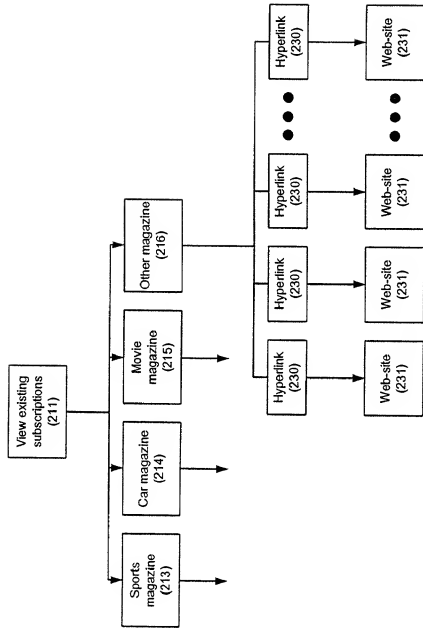 View existing
subscriptions
(211)
Sports
magazine
(213)
Car magazine
(214)
Movie
magazine
(215)
Other magazine
(216)
Hyperlink
(230)
Hyperlink
(230)
Hyperlink
(230)
Hyperlink
(230)
Web-site
(231)
Web-site
(231)
Web-site
(231)
Web-site
(231)